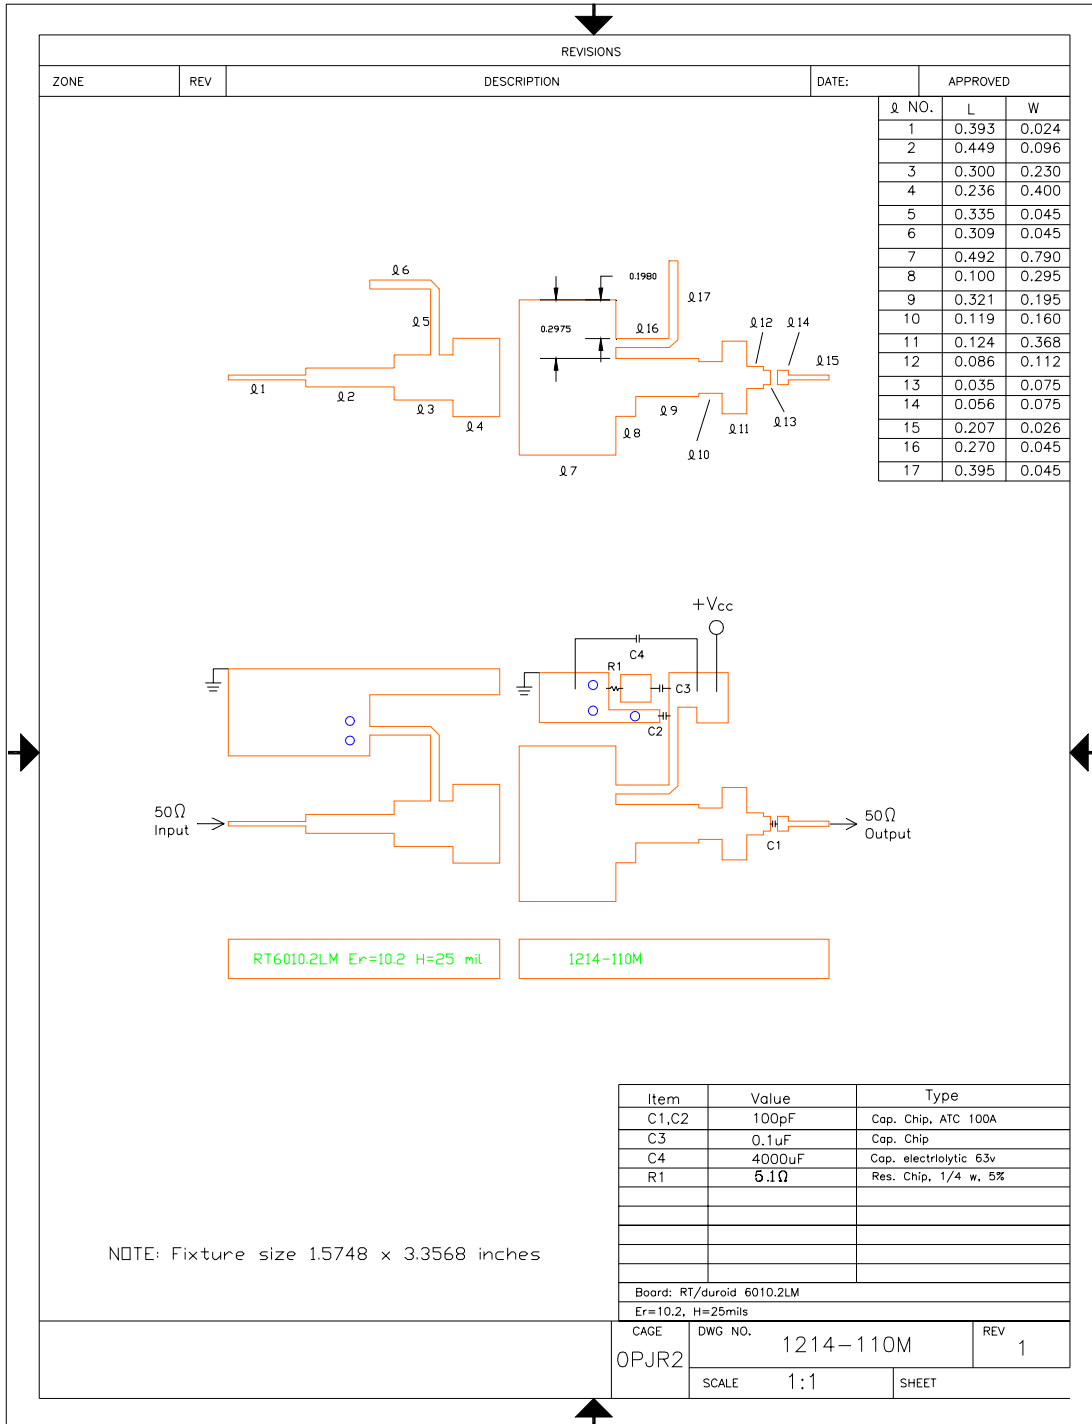 REVISIONS
ZONE REV DESCRIPTION DATE: APPROVED
ℓ NO. L W
1 0.393 0.024
2 0.449 0.096
3 0.300 0.230
4 0.236 0.400
5 0.335 0.045
6 0.309 0.045
7 0.492 0.790
8 0.100 0.295
9 0.321 0.195
10 0.119 0.160
11 0.124 0.368
12 0.086 0.112
13 0.035 0.075
14 0.056 0.075
15 0.207 0.026
16 0.270 0.045
17 0.395 0.045
ℓ6
0.1980
ℓ17
ℓ5
0.2975
ℓ16
ℓ12
ℓ14
ℓ15
ℓ1
ℓ2
ℓ3
ℓ4
ℓ9
ℓ13
ℓ8
ℓ11
ℓ10
ℓ7
+Vcc
C4
R1
C3
C2
50Ω
Input
50Ω
Output
C1
RT6010.2LM Er=10.2 H=25 mil
1214-110M
Item Value Type
C1,C2 100pF Cap. Chip, ATC 100A
C3 0.1uF Cap. Chip
C4 4000uF Cap. electrlolytic 63v
R1 5.1Ω Res. Chip, 1/4 w, 5%
NOTE: Fixture size 1.5748 x 3.3568 inches
Board: RT/duroid 6010.2LM
Er=10.2, H=25mils
CAGE
0PJR2
DWG NO.
1214-110M
REV
1
SCALE 1:1
SHEET